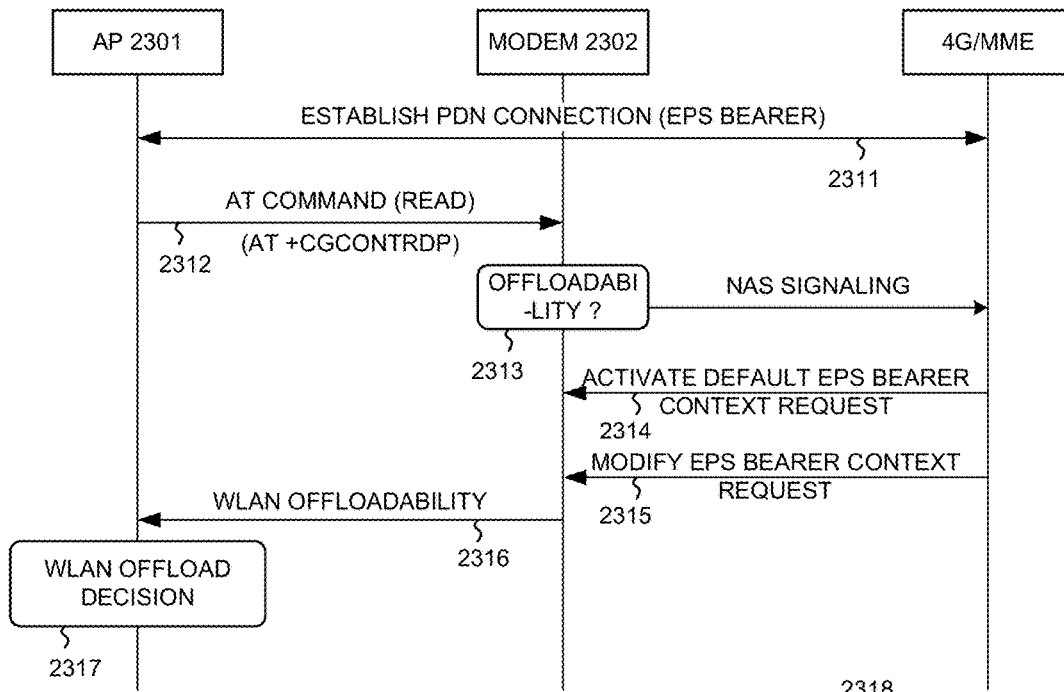 AP 2301
MODEM 2302
4G/MME
ESTABLISH PDN CONNECTION (EPS BEARER)
2311
AT COMMAND (READ)
(AT +CGCONTRDP)
2312
OFFLOADABI
-LITY ?
NAS SIGNALING
2313
ACTIVATE DEFAULT EPS BEARER
CONTEXT REQUEST
2314
MODIFY EPS BEARER CONTEXT
REQUEST
2315
WLAN OFFLOADABILITY
2316
WLAN OFFLOAD
DECISION
2317
2318